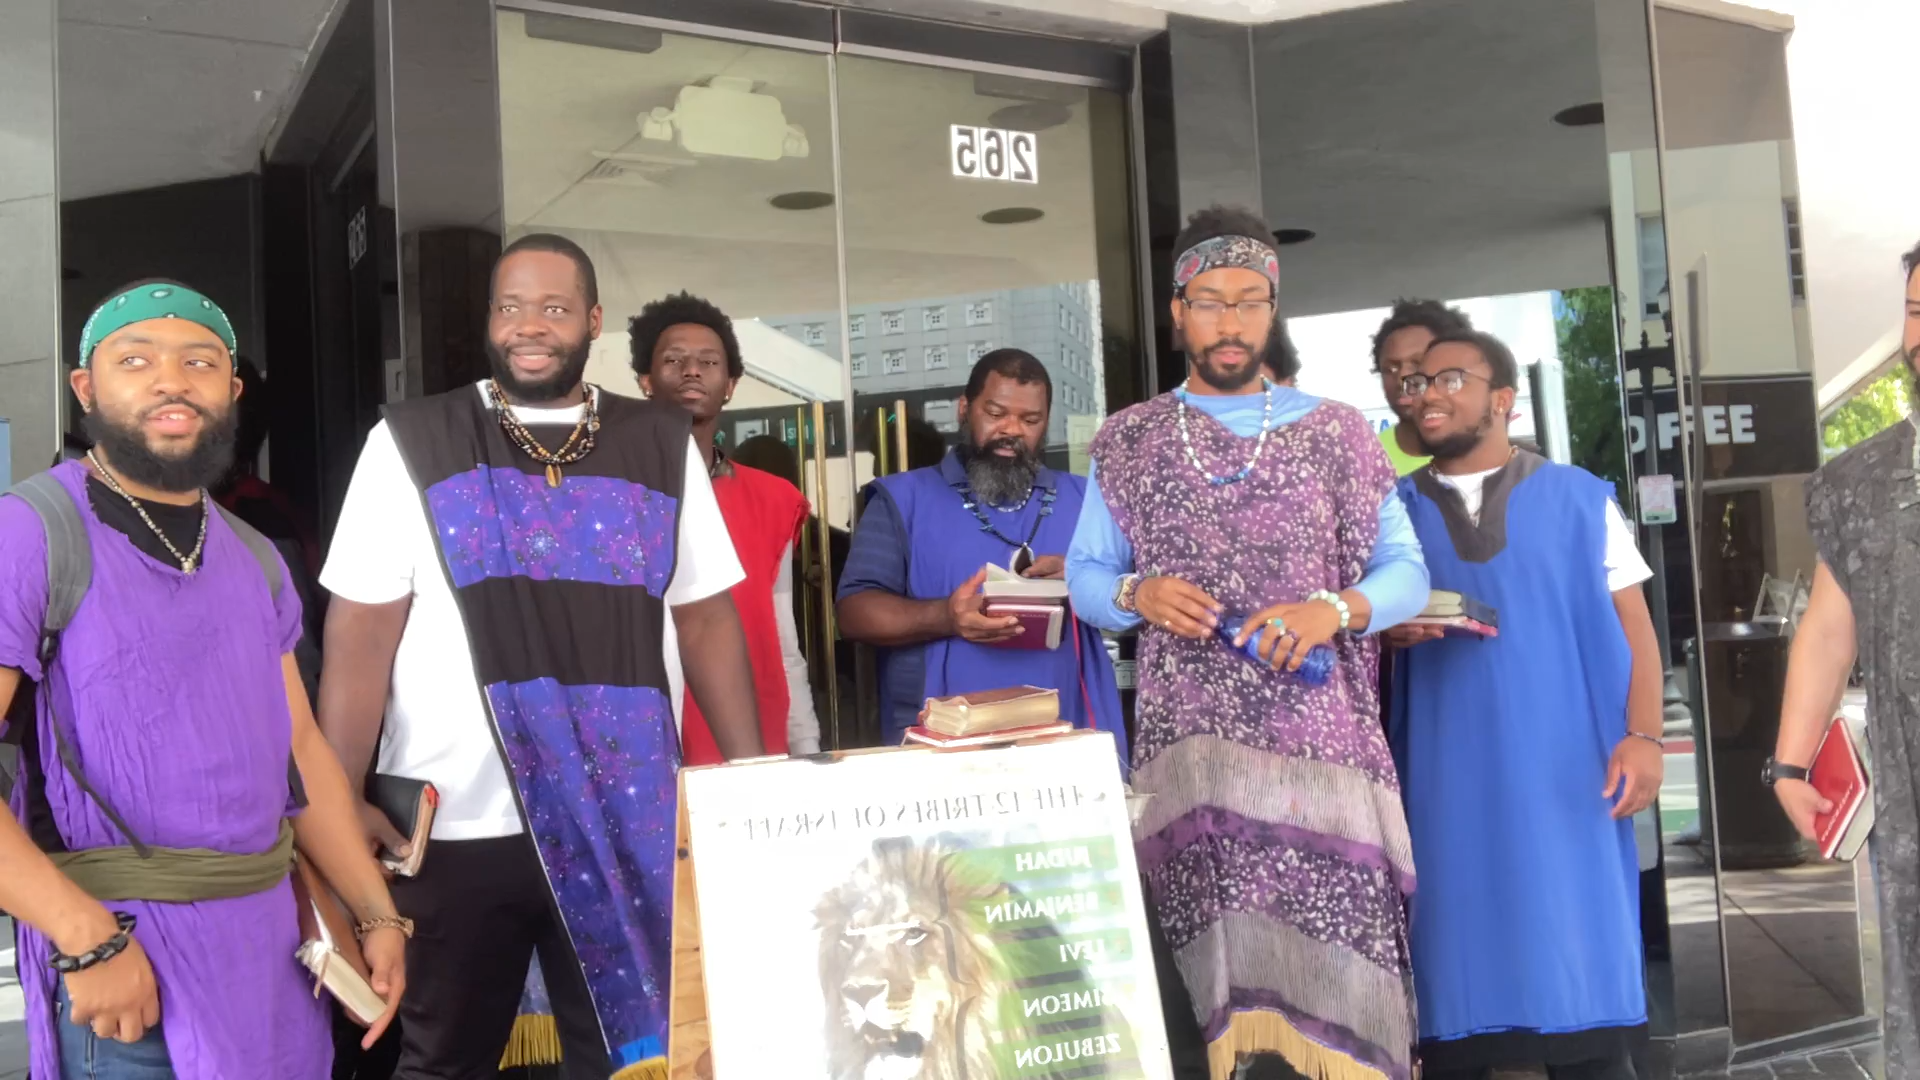 265
OFFEE
THE 12 TRIBES OF ISRAEL
JUDAH
BENJAMIN
LEVI
SIMEON
ZEBULON